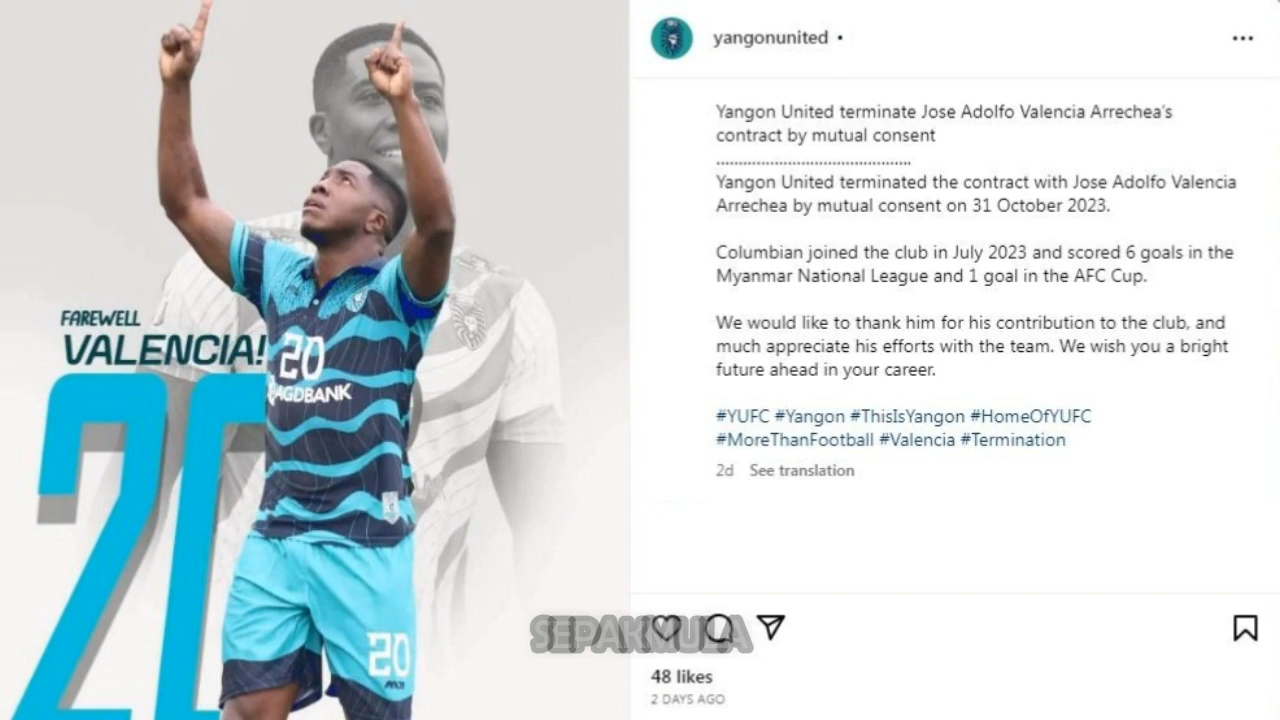 FAREWELL
VALENCIA!
20
20
AGDBANK
20
yangonunited •
Yangon United terminate Jose Adolfo Valencia Arrechea's
contract by mutual consent
............................................
Yangon United terminated the contract with Jose Adolfo Valencia
Arrechea by mutual consent on 31 October 2023.
Columbian joined the club in July 2023 and scored 6 goals in the
Myanmar National League and 1 goal in the AFC Cup.
We would like to thank him for his contribution to the club, and
much appreciate his efforts with the team. We wish you a bright
future ahead in your career.
#YUFC #Yangon #ThisIsYangon #HomeOfYUFC
#MoreThanFootball #Valencia #Termination
2d See translation
SEPAKMULA
48 likes
2 DAYS AGO